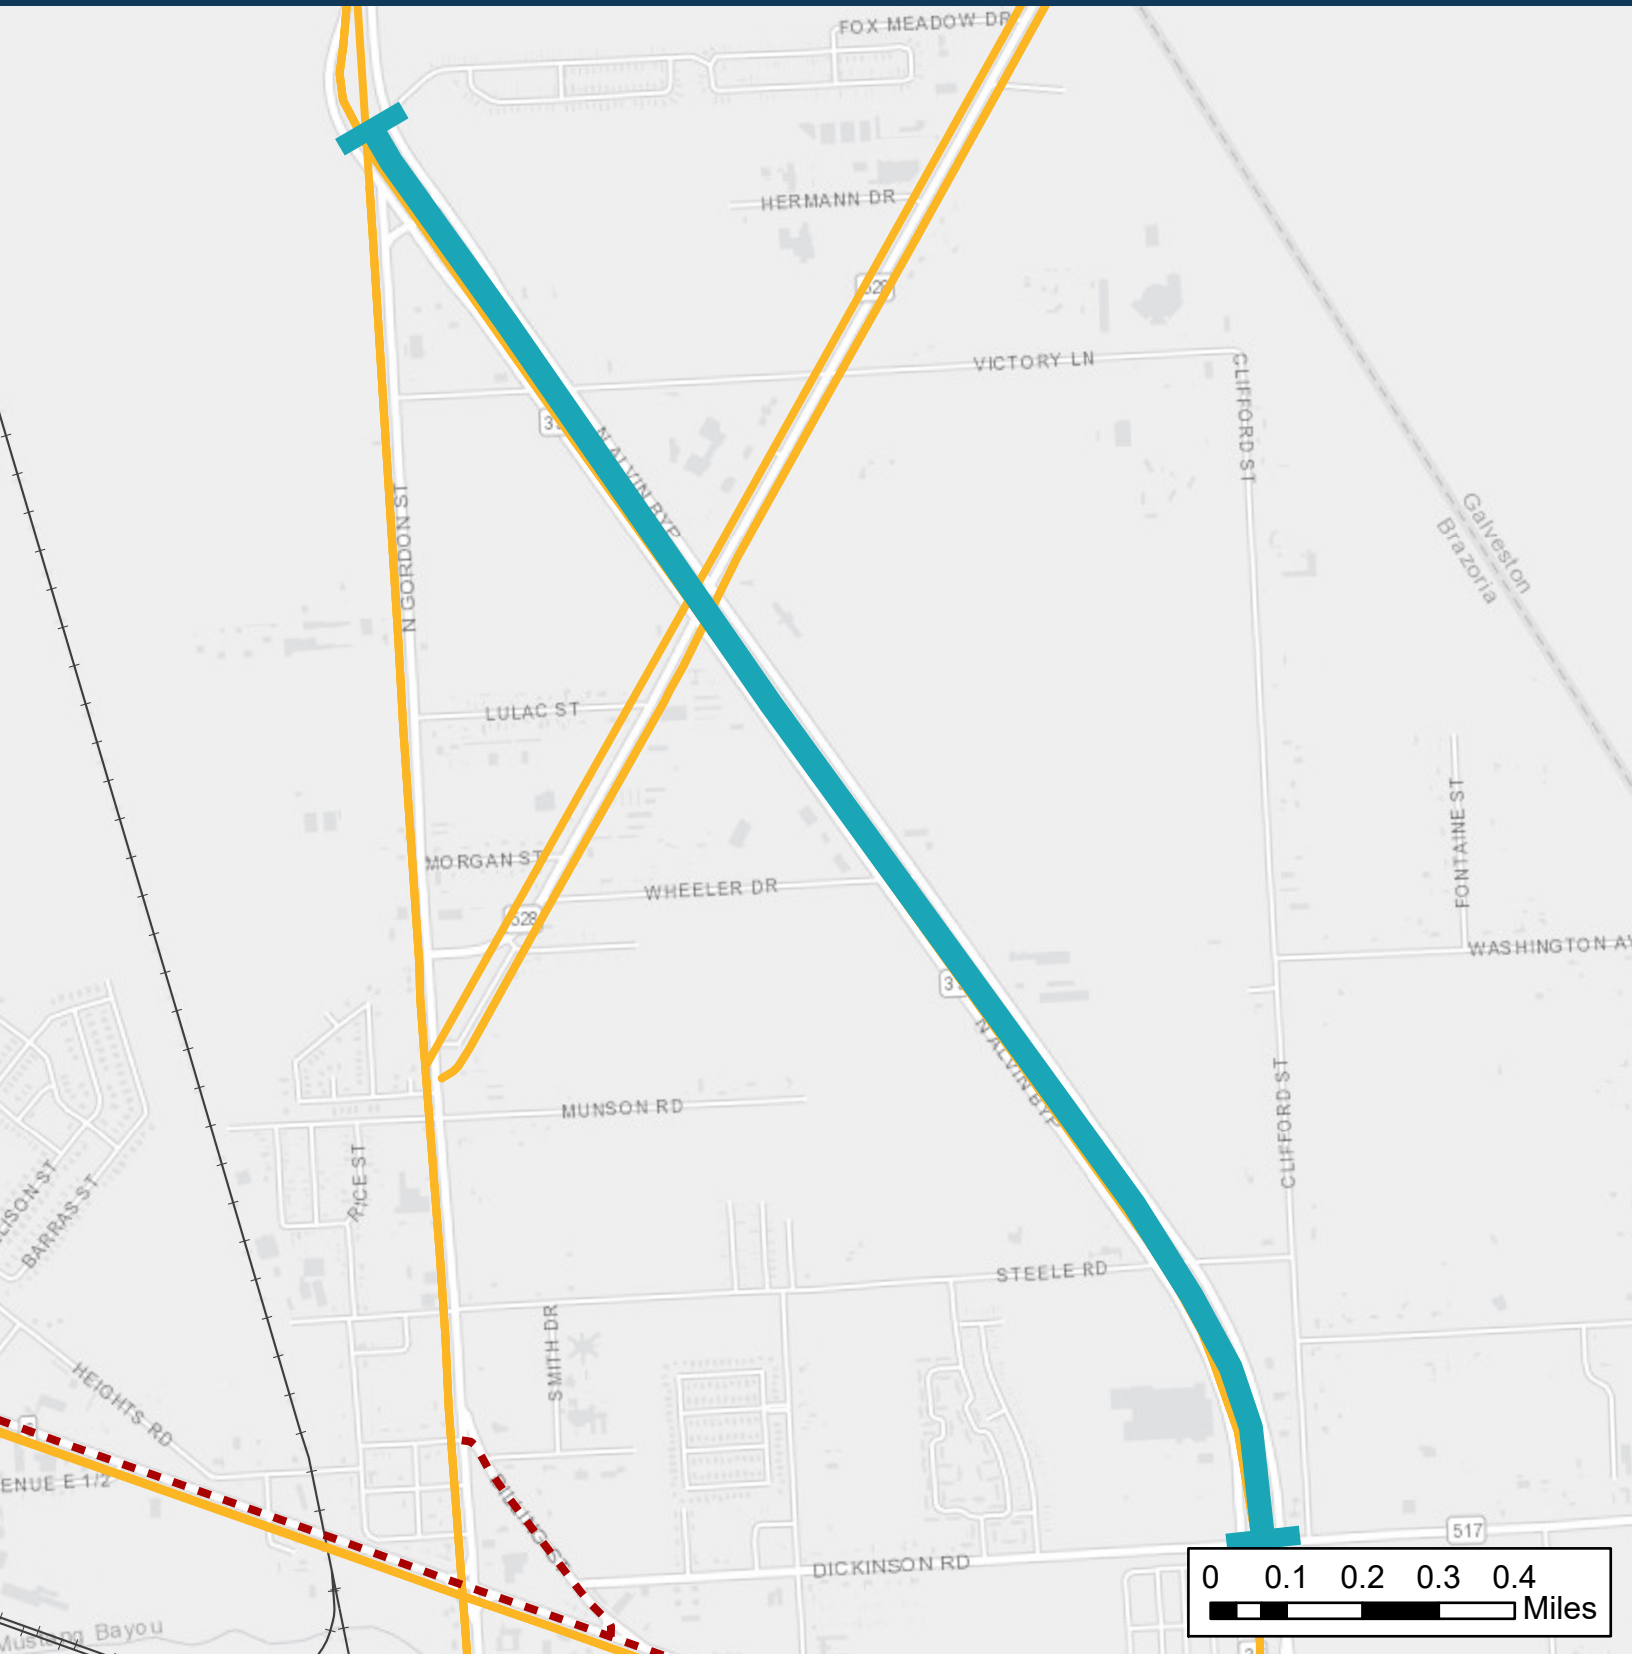 FOX MEADOW DR
HERMANN DR
VICTORY LN
CLIFFORD ST
N ALVIN BYP
N GORDON ST
Galveston
Brazoria
LULAC ST
MORGAN ST
WHEELER DR
528
FONTAINE ST
WASHINGTON AV
N ALVIN BYP
CLIFFORD ST
MUNSON RD
RICE ST
BARRAS ST
STEELE RD
SMITH DR
HEIGHTS RD
ENUE E 1/2
517
DICKINSON RD
Mustang Bayou
0 0.1 0.2 0.3 0.4
Miles